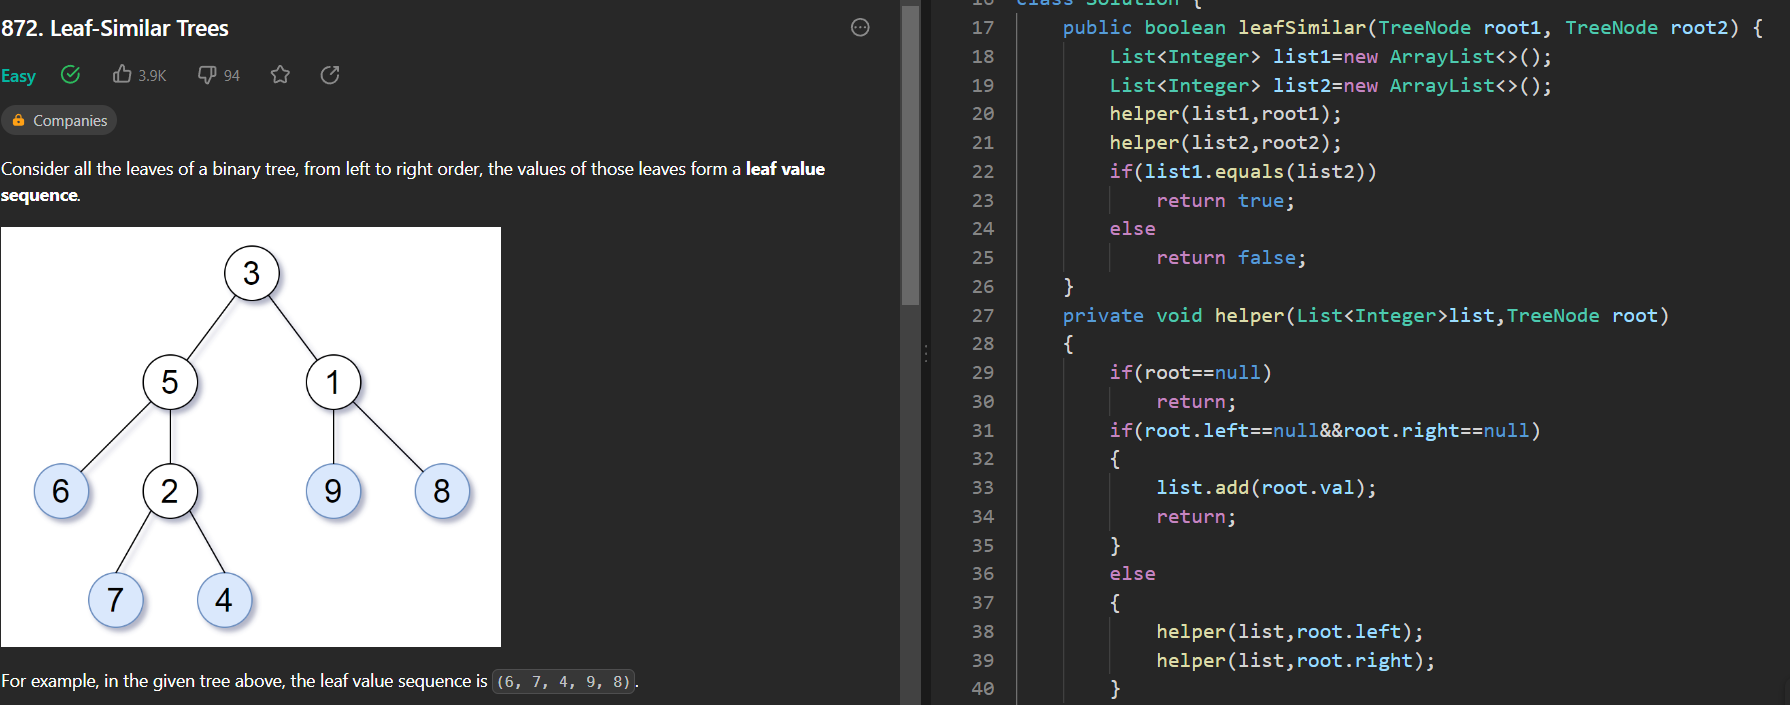 872. Leaf-Similar Trees
Easy 3.9K 94
Companies
Consider all the leaves of a binary tree, from left to right order, the values of those leaves form a leaf value
sequence.
3
5 1
6 2 9 8
7 4
For example, in the given tree above, the leaf value sequence is (6, 7, 4, 9, 8).
16 class Solution {
17 public boolean leafSimilar(TreeNode root1, TreeNode root2) {
18 List<Integer> list1=new ArrayList<>();
19 List<Integer> list2=new ArrayList<>();
20 helper(list1,root1);
21 helper(list2,root2);
22 if(list1.equals(list2))
23 return true;
24 else
25 return false;
26 }
27 private void helper(List<Integer>list,TreeNode root)
28 {
29 if(root==null)
30 return;
31 if(root.left==null&&root.right==null)
32 {
33 list.add(root.val);
34 return;
35 }
36 else
37 {
38 helper(list,root.left);
39 helper(list,root.right);
40 }